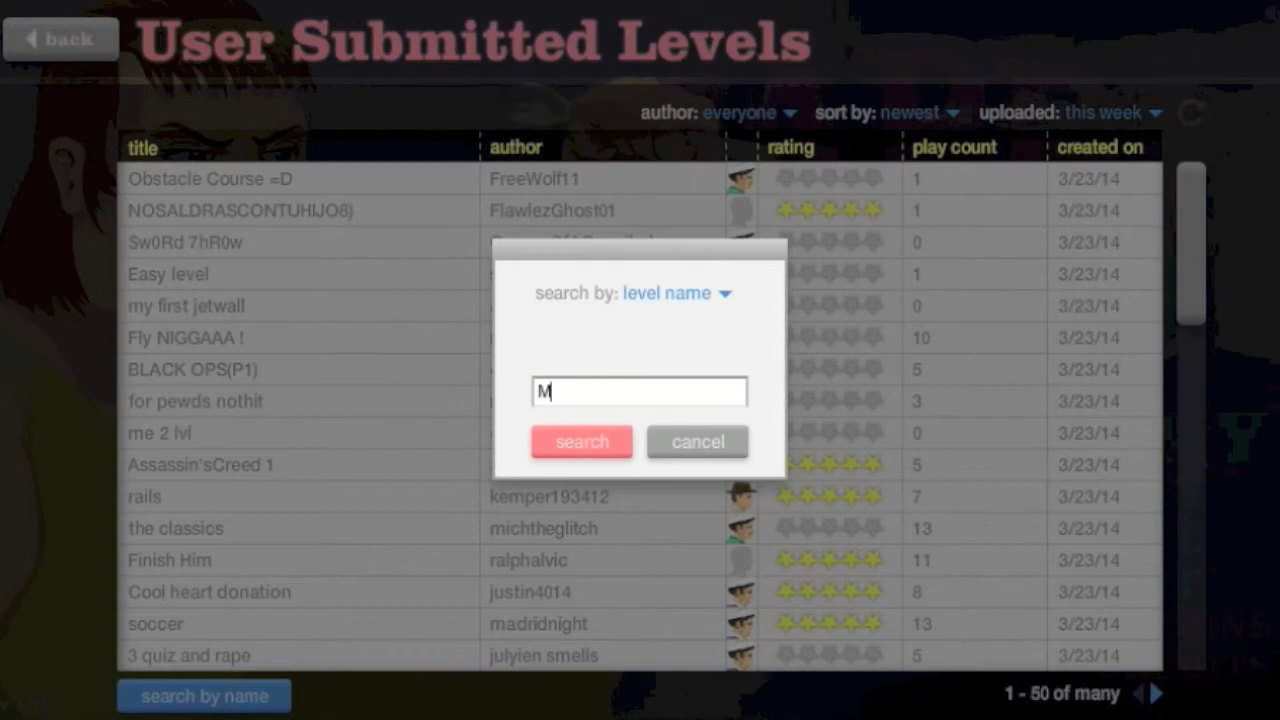 back
User Submitted Levels
author: everyone sort by: newest uploaded: this week
title author rating play count created on
Obstacle Course =D FreeWolf11 1 3/23/14
NOSALDRASCONTUHIJO8) FlawlezGhost01 1 3/23/14
Sw0Rd 7hR0w 0 3/23/14
Easy level 1 3/23/14
my first jetwall 0 3/23/14
Fly NIGGAAA ! 10 3/23/14
BLACK OPS(P1) 5 3/23/14
for pewds nothit 3 3/23/14
me 2 lvl 0 3/23/14
Assassin'sCreed 1 5 3/23/14
rails kemper193412 7 3/23/14
the classics michtheglitch 13 3/23/14
Finish Him ralphalvic 11 3/23/14
Cool heart donation justin4014 8 3/23/14
soccer madridnight 13 3/23/14
3 quiz and rape julyien smells 5 3/23/14
search by: level name
M
search cancel
search by name 1 - 50 of many